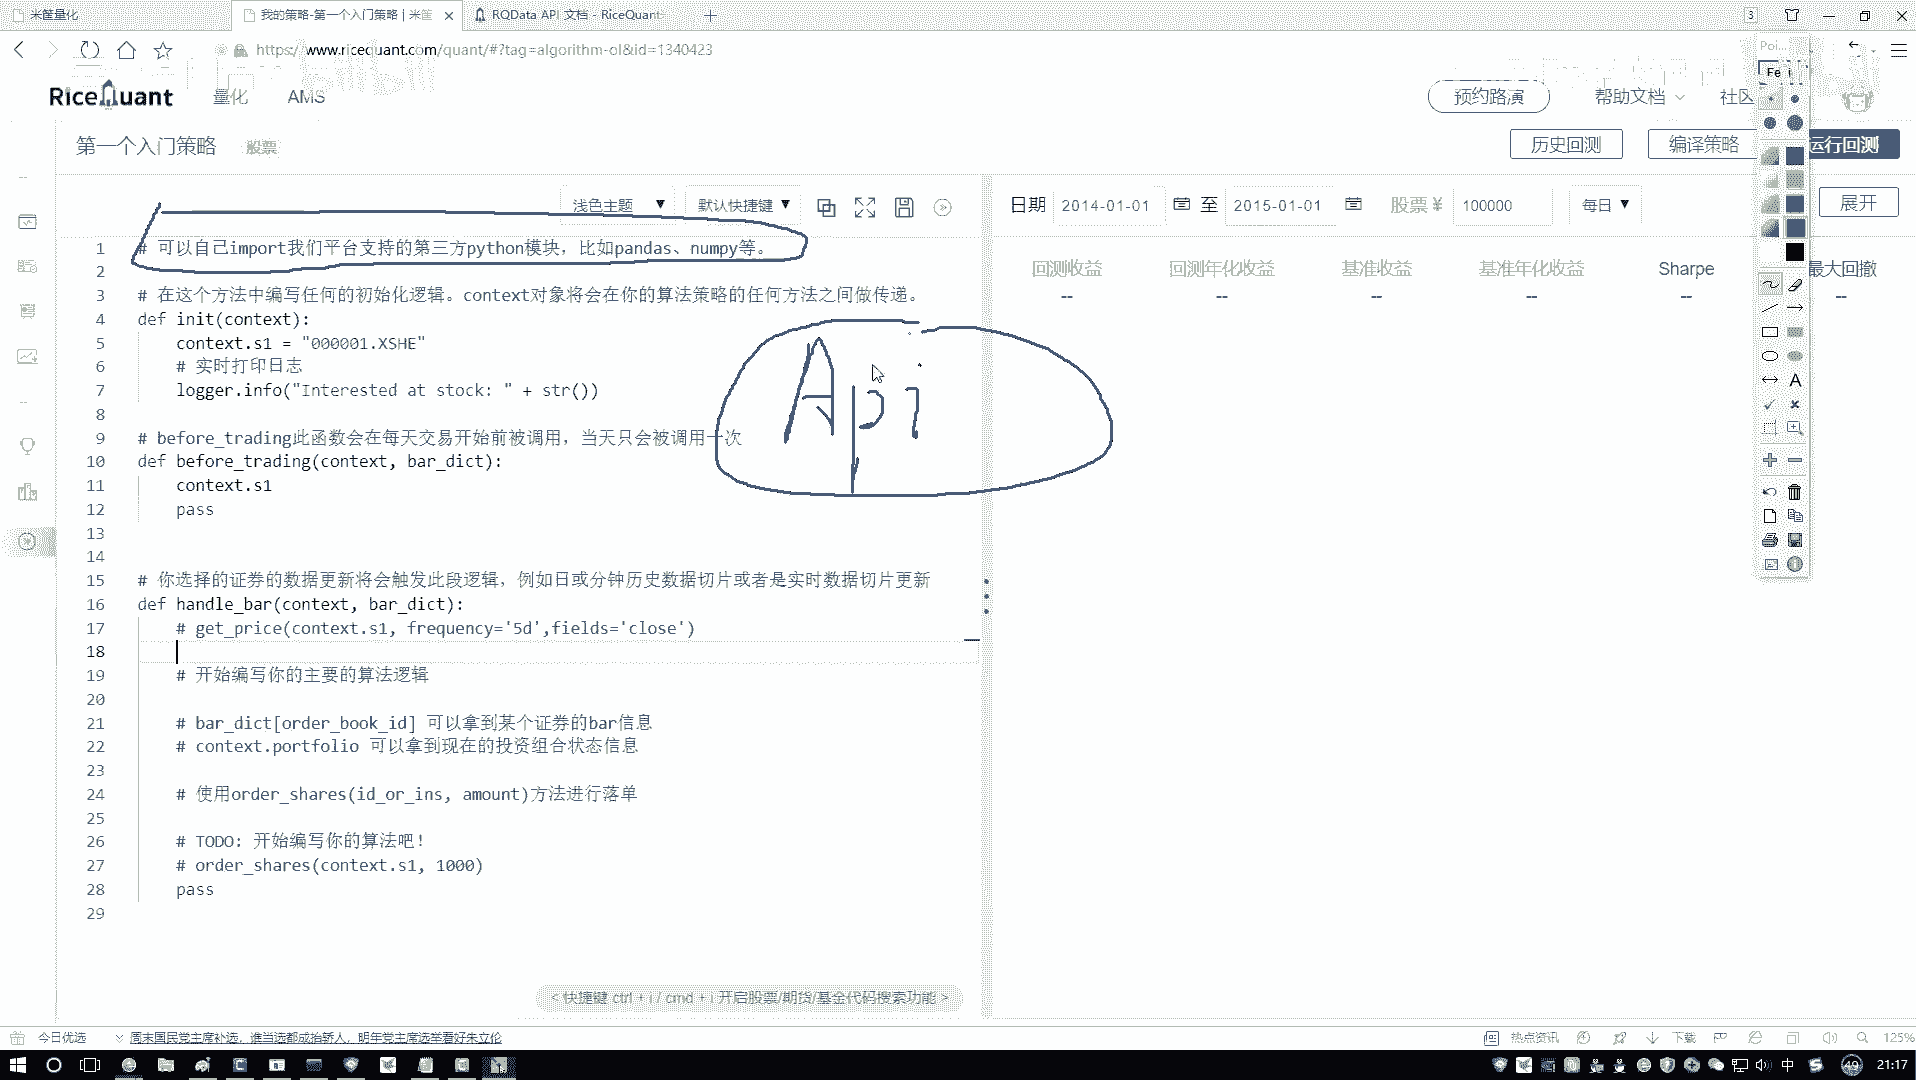 米筐量化
我的策略-第一个入门策略 | 米筐
RQData API 文档 - RiceQuant
3
https://www.ricequant.com/quant/#?tag=algorithm-ol&id=1340423
RiceQuant
量化
AMS
预约路演
帮助文档
社区
第一个入门策略
股票
历史回测
编译策略
运行回测
浅色主题
默认快捷键
日期 2014-01-01 至 2015-01-01 股票 ¥ 100000 每日
展开
1 # 可以自己import我们平台支持的第三方python模块，比如pandas、numpy等。
2
3 # 在这个方法中编写任何的初始化逻辑。context对象将会在你的算法策略的任何方法之间做传递。
4 def init(context):
5 context.s1 = "000001.XSHE"
6 # 实时打印日志
7 logger.info("Interested at stock: " + str())
8
9 # before_trading此函数会在每天交易开始前被调用，当天只会被调用一次
10 def before_trading(context, bar_dict):
11 context.s1
12 pass
13
14
15 # 你选择的证券的数据更新将会触发此段逻辑，例如日或分钟历史数据切片或者是实时数据切片更新
16 def handle_bar(context, bar_dict):
17 # get_price(context.s1, frequency='5d',fields='close')
18
19 # 开始编写你的主要的算法逻辑
20
21 # bar_dict[order_book_id] 可以拿到某个证券的bar信息
22 # context.portfolio 可以拿到现在的投资组合状态信息
23
24 # 使用order_shares(id_or_ins, amount)方法进行落单
25
26 # TODO: 开始编写你的算法吧！
27 # order_shares(context.s1, 1000)
28 pass
29
Api
回测收益 回测年化收益 基准收益 基准年化收益 Sharpe 最大回撤
-- -- -- -- -- --
< 快捷键 ctrl + i / cmd + i 开启股票/期货/基金代码搜索功能 >
今日优选
周末国民党主席补选，谁当选都成抬轿人，明年党主席选举看好朱立伦
热点资讯
下载
125%
中
49
21:17